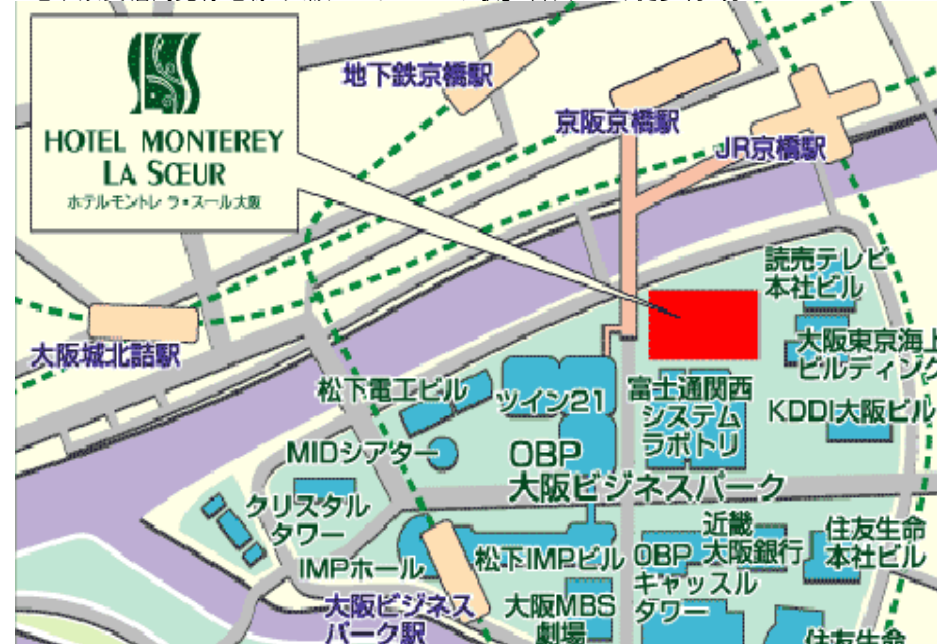 HOTEL MONTEREY
LA SŒUR
ホテルモントレ ラ・スール大阪
地下鉄京橋駅
京阪京橋駅
JR京橋駅
大阪城北詰駅
読売テレビ
本社ビル
大阪東京海上
ビルディング
松下電工ビル
ツイン21
富士通関西
システム
ラボトリ
KDDI大阪ビル
MIDシアター
OBP
大阪ビジネスパーク
クリスタル
タワー
IMPホール
松下IMPビル
OBP
キャッスル
タワー
近畿
大阪銀行
住友生命
本社ビル
大阪ビジネス
パーク駅
大阪MBS
劇場
住友生命